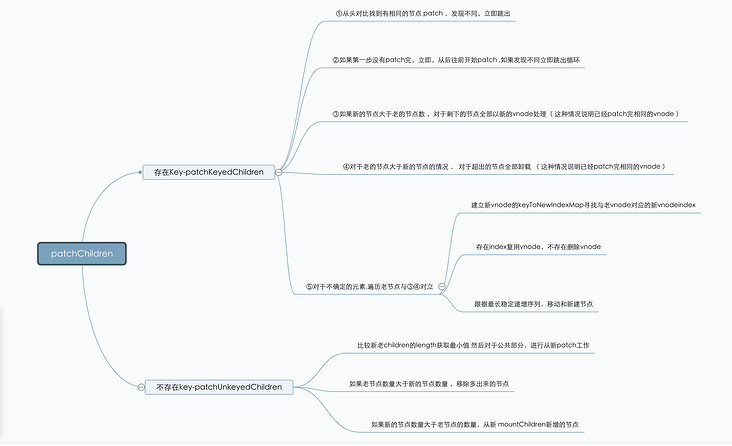 ①从头对比找到有相同的节点 patch ，发现不同，立即跳出
②如果第一步没有patch完，立即，从后往前开始patch ,如果发现不同立即跳出循环
③如果新的节点大于老的节点数 ，对于剩下的节点全部以新的vnode处理（ 这种情况说明已经patch完相同的vnode ）
存在Key-patchKeyedChildren
④对于老的节点大于新的节点的情况 ， 对于超出的节点全部卸载 （ 这种情况说明已经patch完相同的vnode ）
建立新vnode的keyToNewIndexMap寻找与老vnode对应的新vnodeindex
patchChildren
存在index复用vnode，不存在删除vnode
⑤对于不确定的元素.遍历老节点与③④对立
跟据最长稳定递增序列，移动和新建节点
比较新老children的length获取最小值 然后对于公共部分，进行从新patch工作
不存在key-patchUnkeyedChildren
如果老节点数量大于新的节点数量 ，移除多出来的节点
如果新的节点数量大于老节点的数量，从新 mountChildren新增的节点